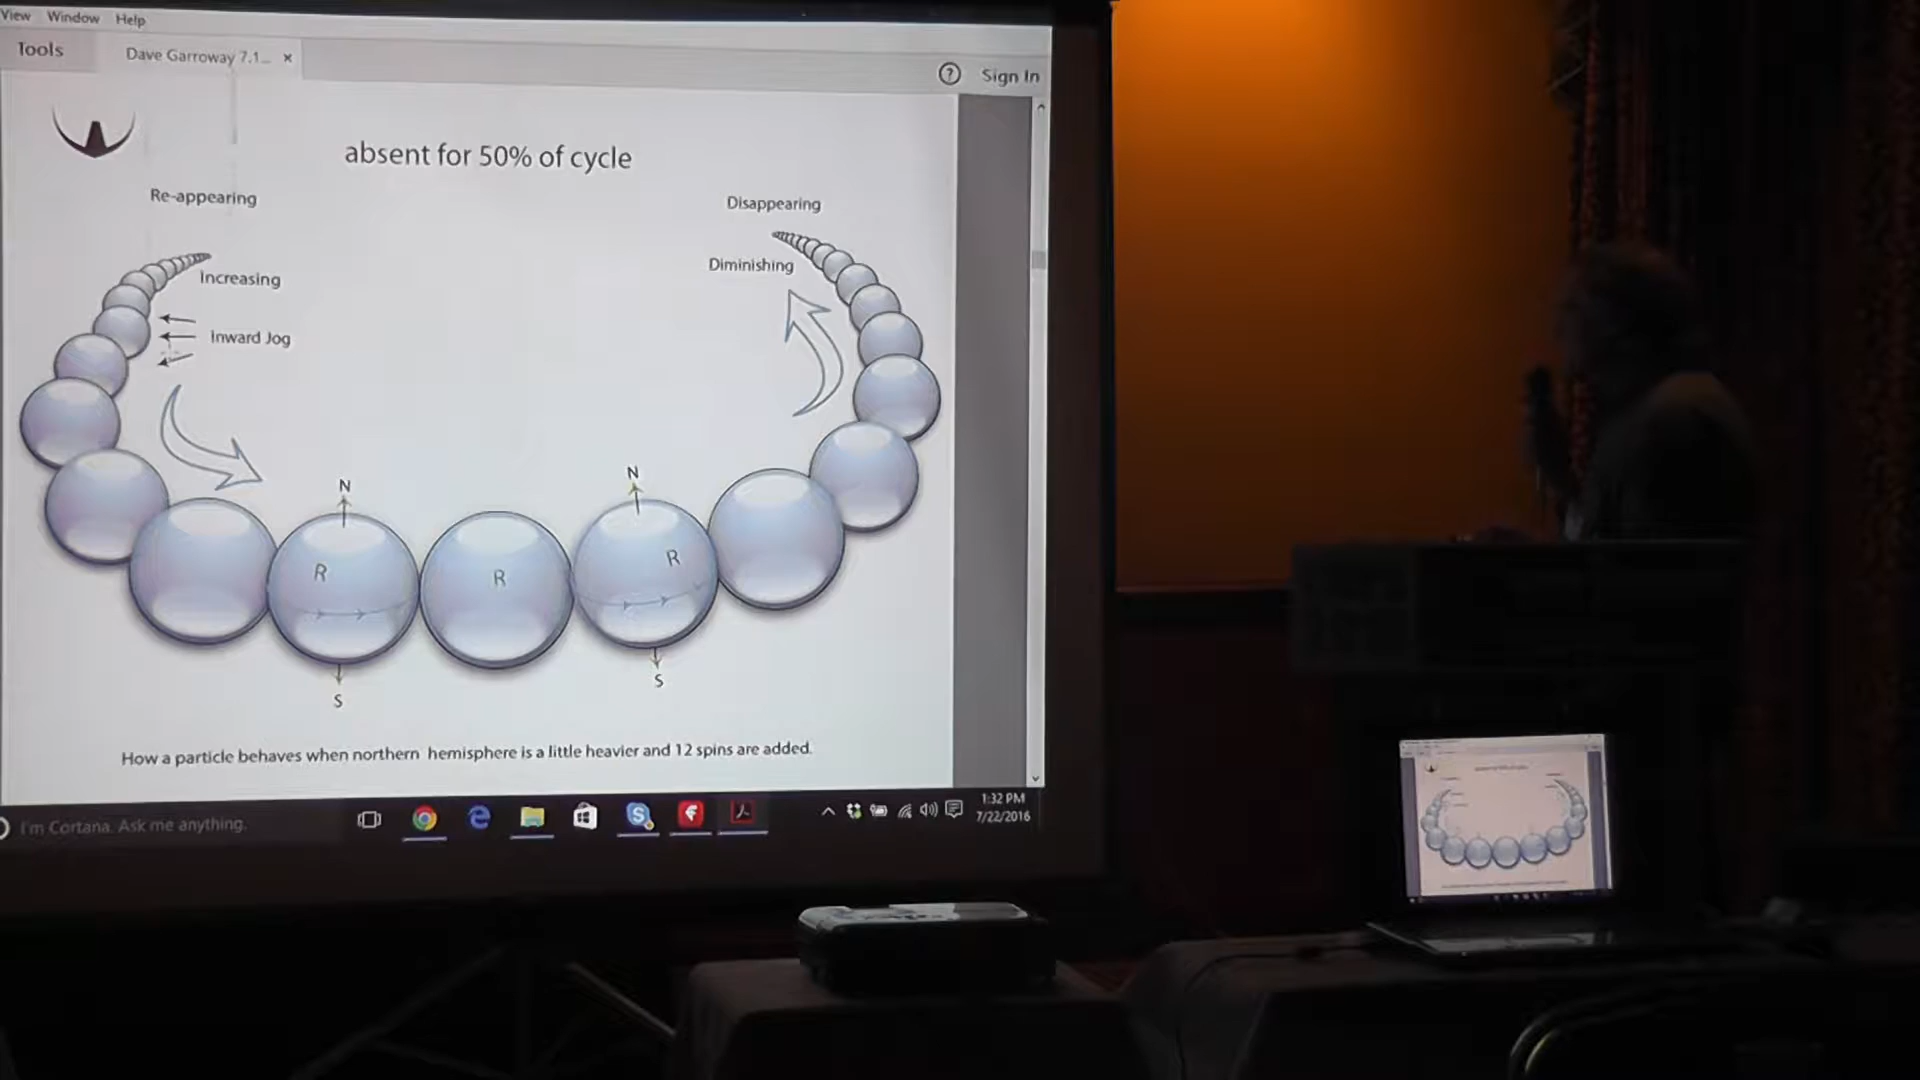 View Window Help
Tools
Dave Garroway 7.1...
Sign In
absent for 50% of cycle
Re-appearing
Disappearing
Increasing
Diminishing
Inward Jog
N
N
R
R
R
S
S
How a particle behaves when northern hemisphere is a little heavier and 12 spins are added.
I'm Cortana. Ask me anything.
1:32 PM
7/22/2016